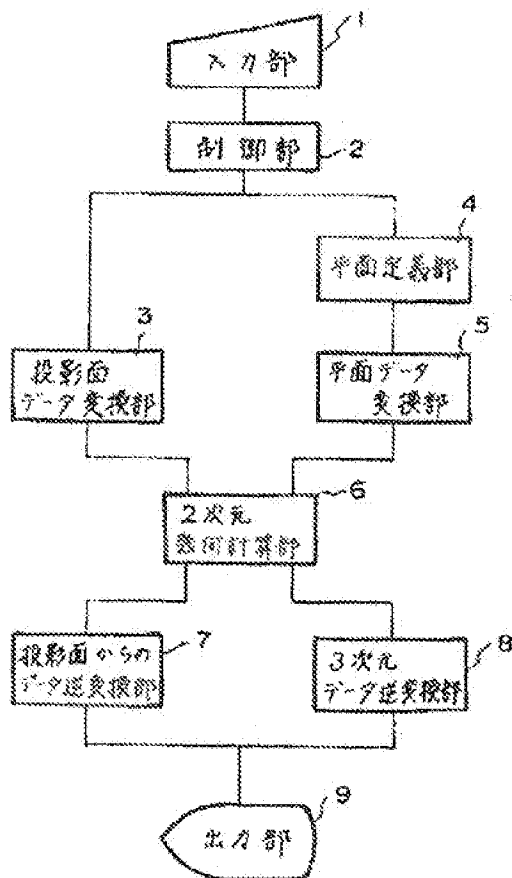 1
入力部
制御部
2
4
平面定義部
3
5
投影面
データ変換部
平面データ
変換部
6
2次元
幾何計算部
7
8
投影面からの
データ逆変換部
3次元
データ逆変換部
9
出力部